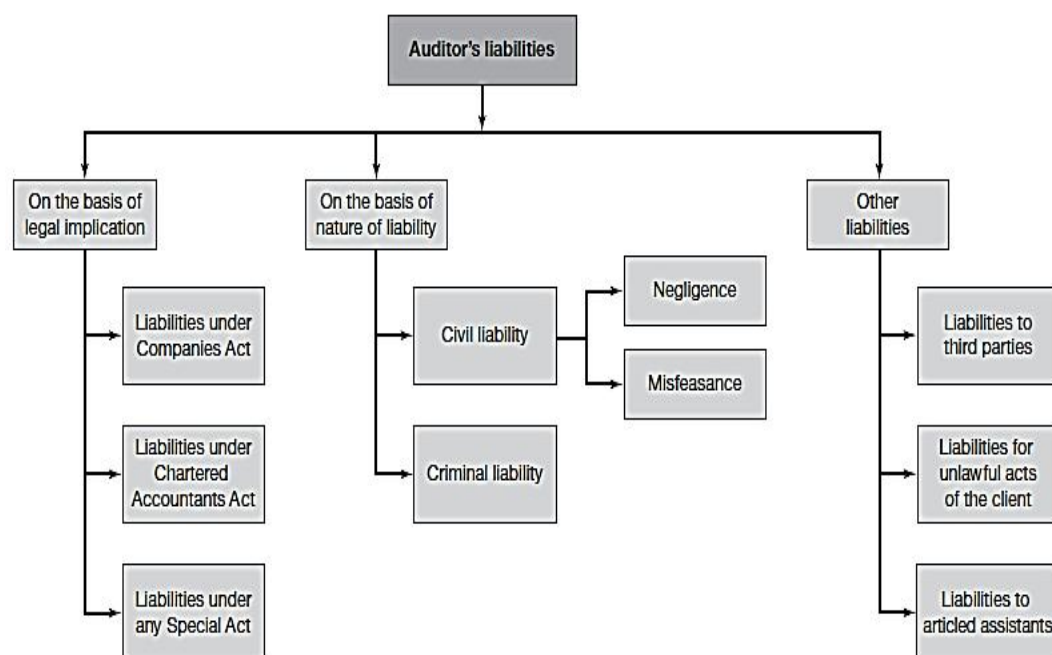 Auditor's liabilities
On the basis of
legal implication
On the basis of
nature of liability
Other
liabilities
Liabilities under
Companies Act
Liabilities under
Chartered
Accountants Act
Liabilities under
any Special Act
Civil liability
Negligence
Misfeasance
Criminal liability
Liabilities to
third parties
Liabilities for
unlawful acts
of the client
Liabilities to
articled assistants